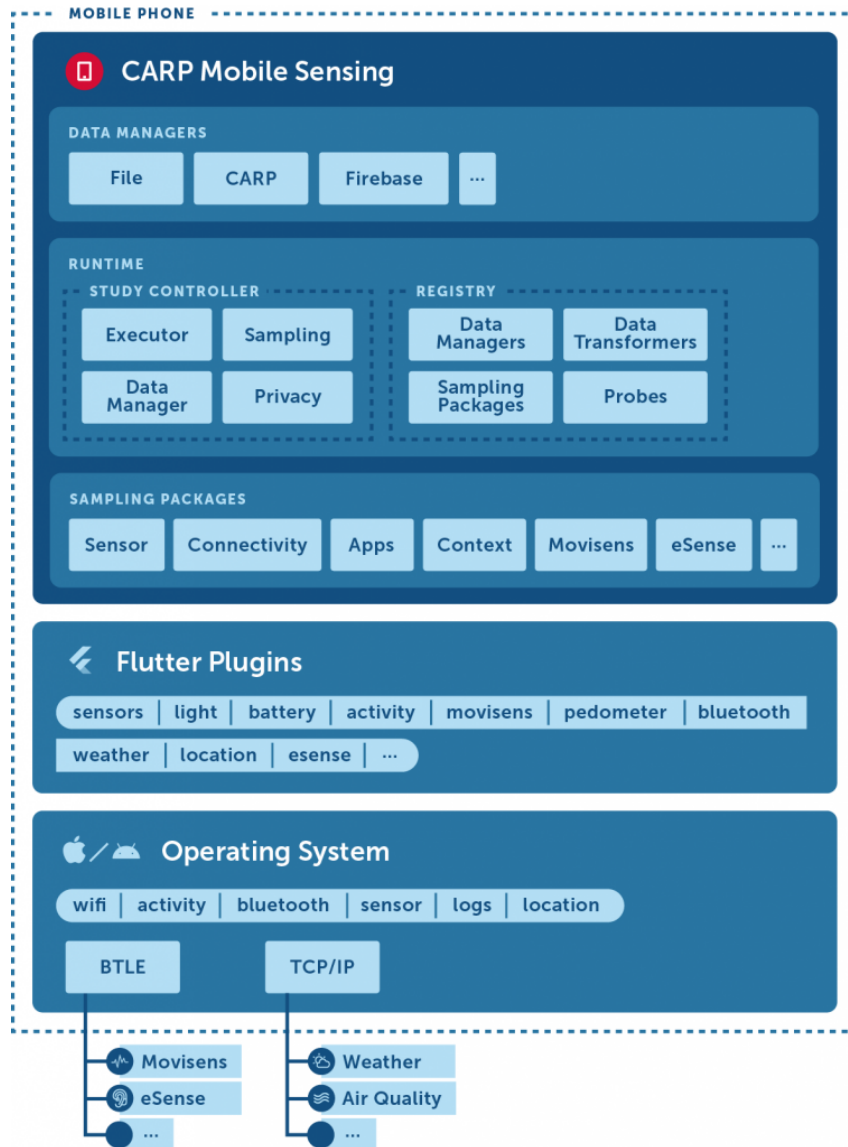 MOBILE PHONE
CARP Mobile Sensing
DATA MANAGERS
File
CARP
Firebase
...
RUNTIME
STUDY CONTROLLER
Executor
Sampling
Data
Manager
Privacy
REGISTRY
Data
Managers
Data
Transformers
Sampling
Packages
Probes
SAMPLING PACKAGES
Sensor
Connectivity
Apps
Context
Movisens
eSense
...
Flutter Plugins
sensors | light | battery | activity | movisens | pedometer | bluetooth
weather | location | esense | ...
Operating System
wifi | activity | bluetooth | sensor | logs | location
BTLE
TCP/IP
Movisens
eSense
...
Weather
Air Quality
...